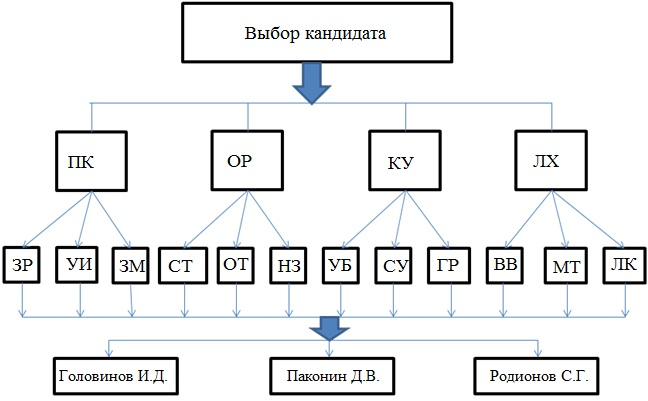 Выбор кандидата
ПК
ОР
КУ
ЛХ
ЗР
УИ
ЗМ
СТ
ОТ
НЗ
УБ
СУ
ГР
ВВ
МТ
ЛК
Головинов И.Д.
Паконин Д.В.
Родионов С.Г.